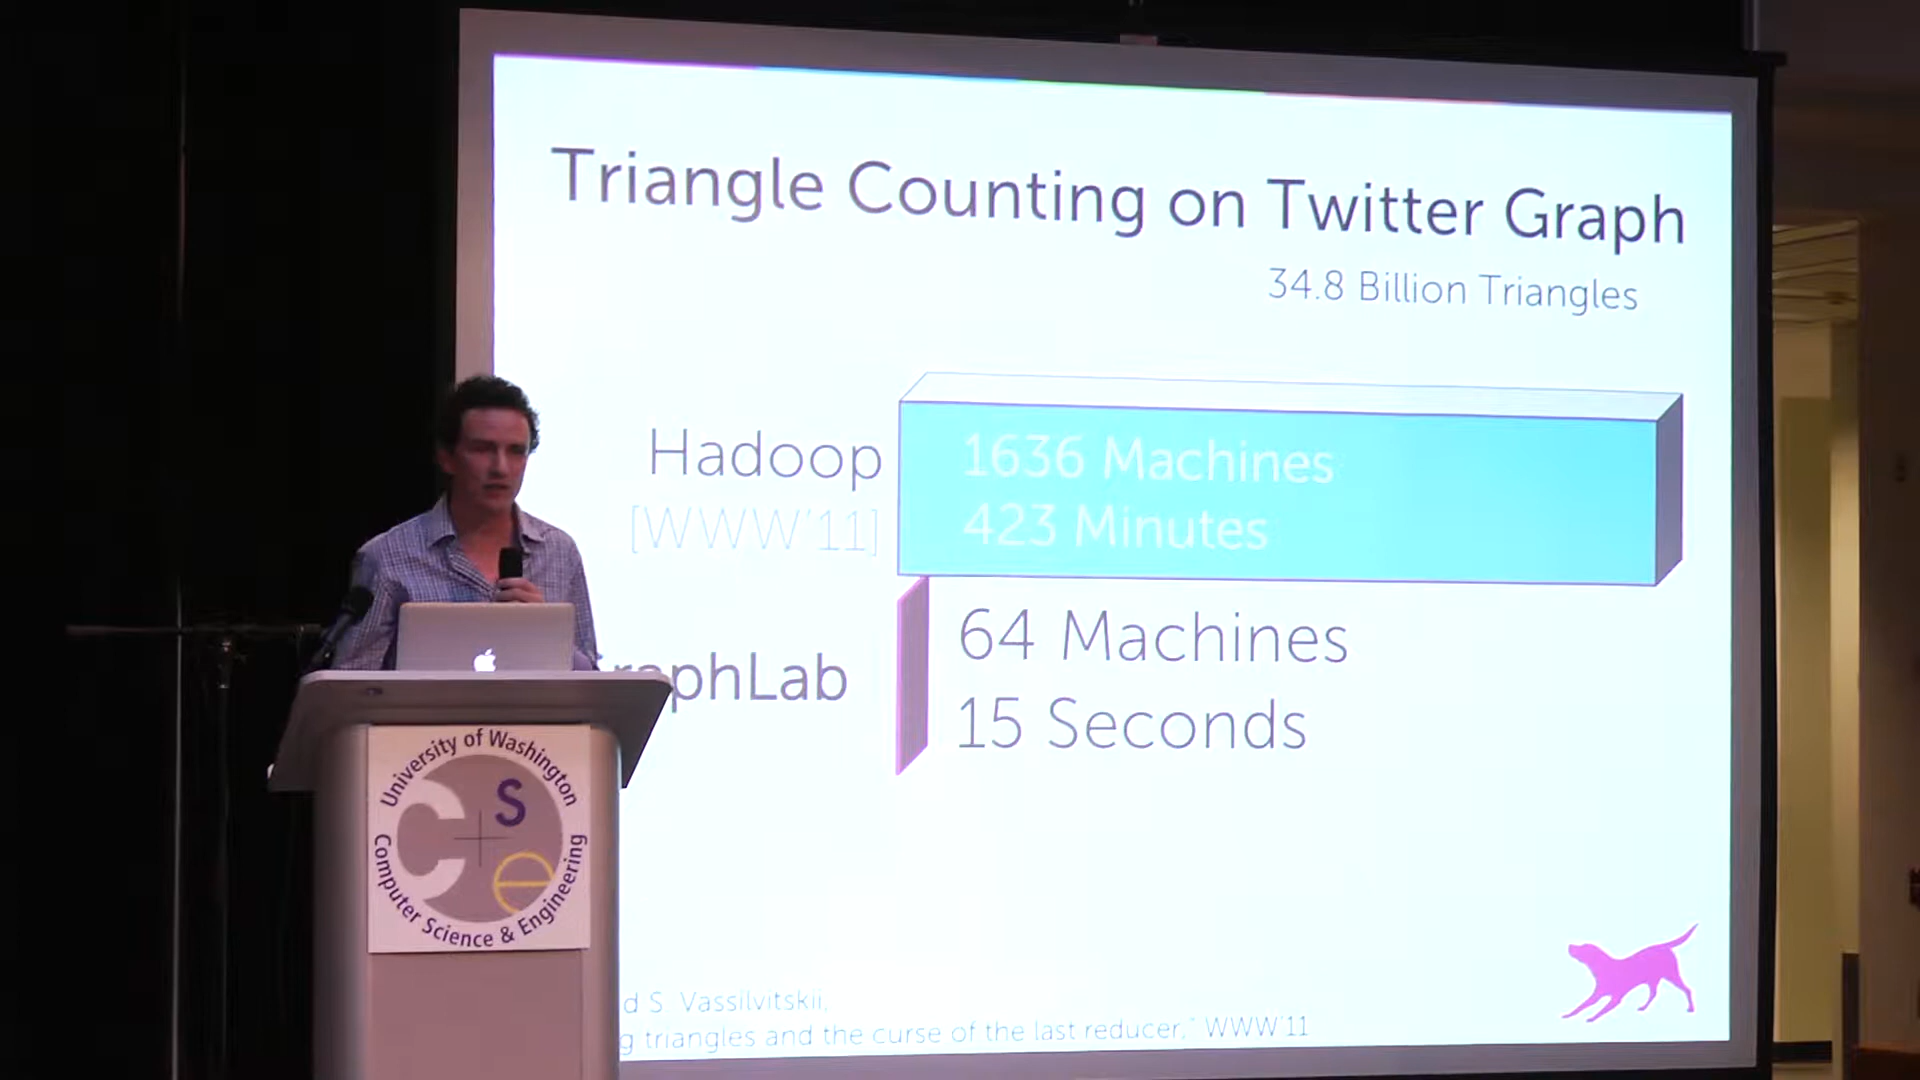 Triangle Counting on Twitter Graph
34.8 Billion Triangles
Hadoop
[WWW'11]
1636 Machines
423 Minutes
GraphLab
64 Machines
15 Seconds
S. Vassilvitskii,
triangles and the curse of the last reducer," WWW'11
University of Washington
C S e
Computer Science & Engineering